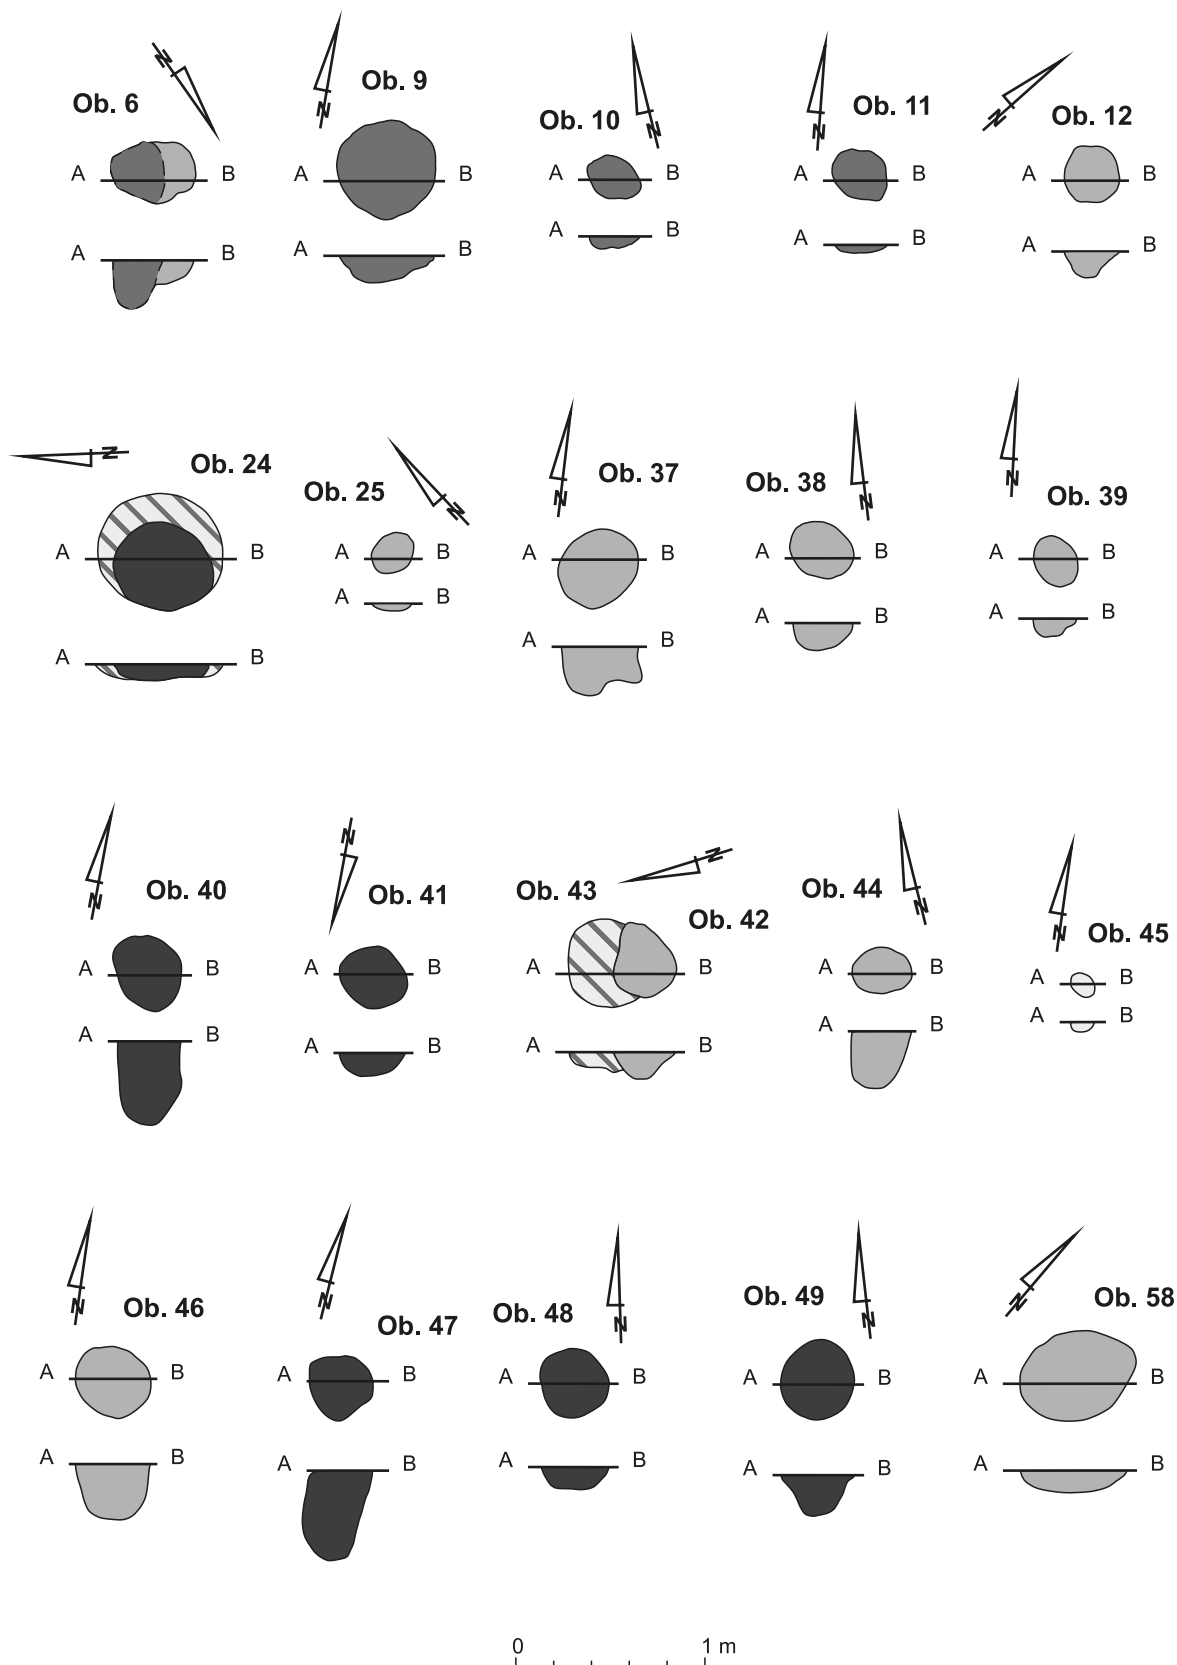 Ob. 6
N
A B
A B
Ob. 9
N
A B
A B
Ob. 10
N
A B
A B
Ob. 11
N
A B
A B
Ob. 12
N
A B
A B
Ob. 24
N
A B
A B
Ob. 25
N
A B
A B
Ob. 37
N
A B
A B
Ob. 38
N
A B
A B
Ob. 39
N
A B
A B
Ob. 40
N
A B
A B
Ob. 41
N
A B
A B
Ob. 43
N
Ob. 42
A B
A B
Ob. 44
N
A B
A B
Ob. 45
N
A B
A B
Ob. 46
N
A B
A B
Ob. 47
N
A B
A B
Ob. 48
N
A B
A B
Ob. 49
N
A B
A B
Ob. 58
N
A B
A B
0 1 m